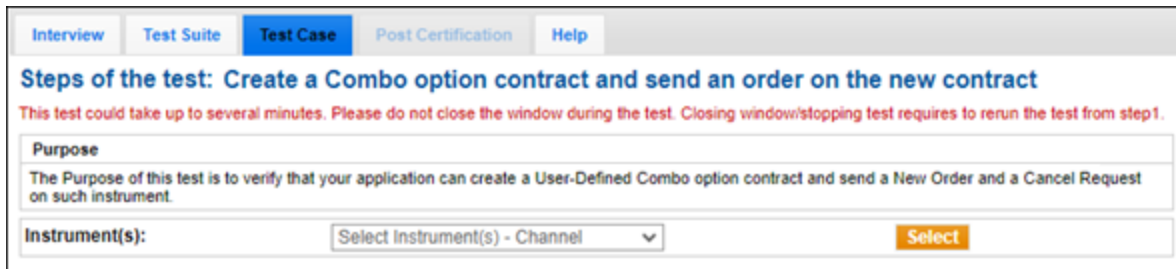 Interview Test Suite Test Case Post Certification Help
Steps of the test: Create a Combo option contract and send an order on the new contract
This test could take up to several minutes. Please do not close the window during the test. Closing window/stopping test requires to rerun the test from step1.
Purpose
The Purpose of this test is to verify that your application can create a User-Defined Combo option contract and send a New Order and a Cancel Request
on such instrument.
Instrument(s): Select Instrument(s) - Channel Select